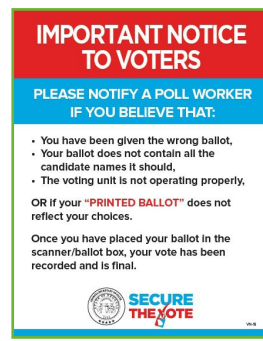 IMPORTANT NOTICE
TO VOTERS
PLEASE NOTIFY A POLL WORKER
IF YOU BELIEVE THAT:
• You have been given the wrong ballot,
• Your ballot does not contain all the
candidate names it should,
• The voting unit is not operating properly,
OR if your “PRINTED BALLOT” does not
reflect your choices.
Once you have placed your ballot in the
scanner/ballot box, your vote has been
recorded and is final.
SECURE
THE VOTE